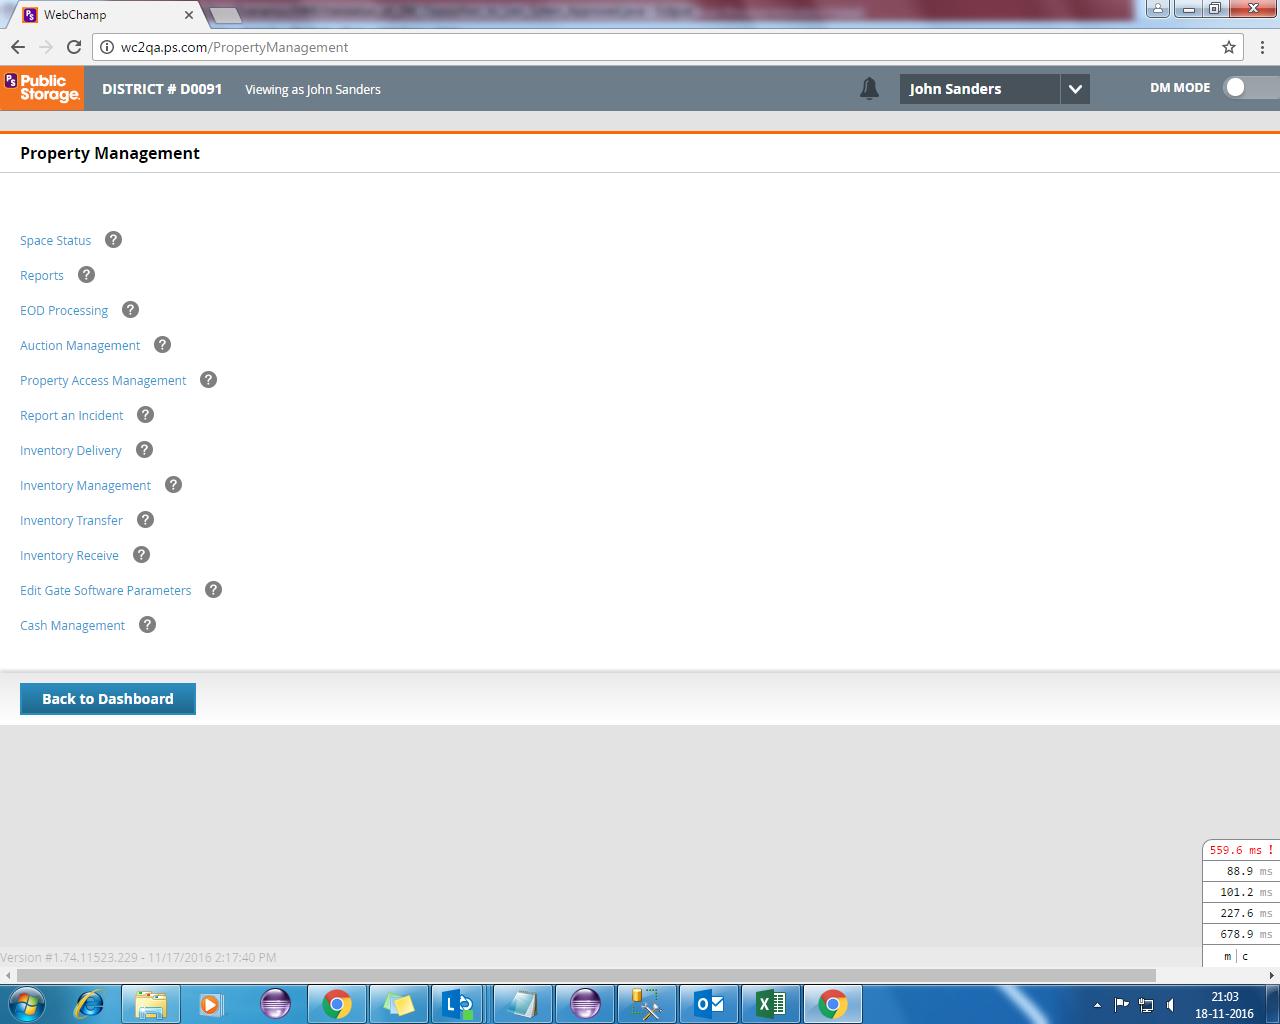 WebChamp
wc2qa.ps.com/PropertyManagement
PS Public Storage.
DISTRICT # D0091
Viewing as John Sanders
John Sanders
DM MODE
Property Management
Space Status ?
Reports ?
EOD Processing ?
Auction Management ?
Property Access Management ?
Report an Incident ?
Inventory Delivery ?
Inventory Management ?
Inventory Transfer ?
Inventory Receive ?
Edit Gate Software Parameters ?
Cash Management ?
Back to Dashboard
559.6 ms !
88.9 ms
101.2 ms
227.6 ms
678.9 ms
m | c
Version #1.74.11523.229 - 11/17/2016 2:17:40 PM
21:03
18-11-2016